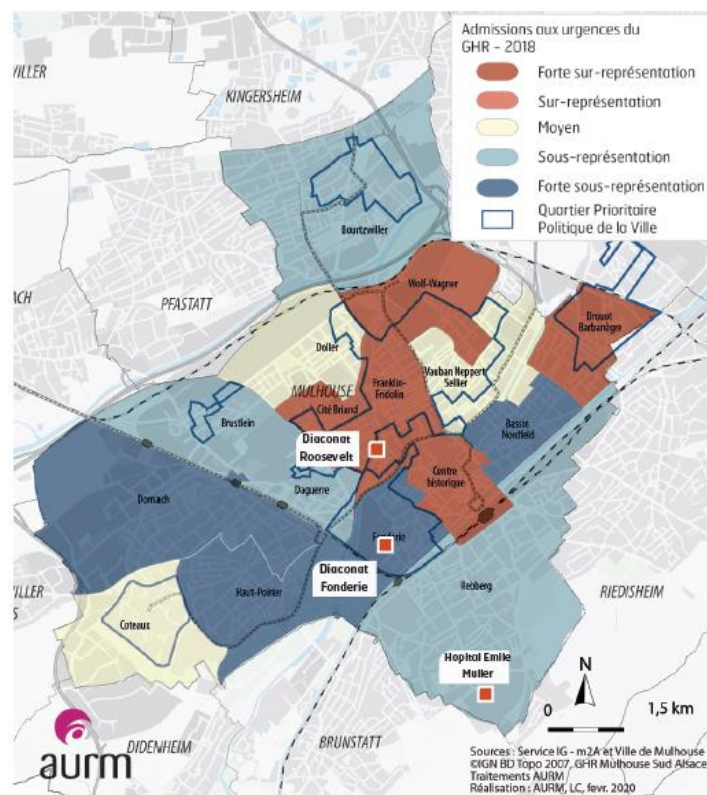 Admissions aux urgences du
GHR - 2018
Forte sur-représentation
Sur-représentation
Moyen
Sous-représentation
Forte sous-représentation
Quartier Prioritaire
Politique de la Ville
VILLER
KINGERSHEIM
Bourtzwiller
PFASTATT
ACH
Wolf-Wagner
Drouot
Barbanègre
Doller
MULHOUSE
Franklin-
Fridolin
Vauban Neppert
Sellier
Cité Briand
Brustlein
Bassin
Nordfeld
Diaconat
Roosevelt
Centre
historique
Daguerre
Dornach
Fonderie
Diaconat
Fonderie
Haut-Poirier
Rebberg
RIEDISHEIM
VILLER
Coteaux
Hopital Emile
Muller
N
0 1,5 km
BRUNSTATT
DIDENHEIM
aurm
Sources : Service IG - m2A et Ville de Mulhouse
©IGN BD Topo 2007, GHR Mulhouse Sud Alsace
Traitements AURM
Réalisation : AURM, LC, fevr. 2020